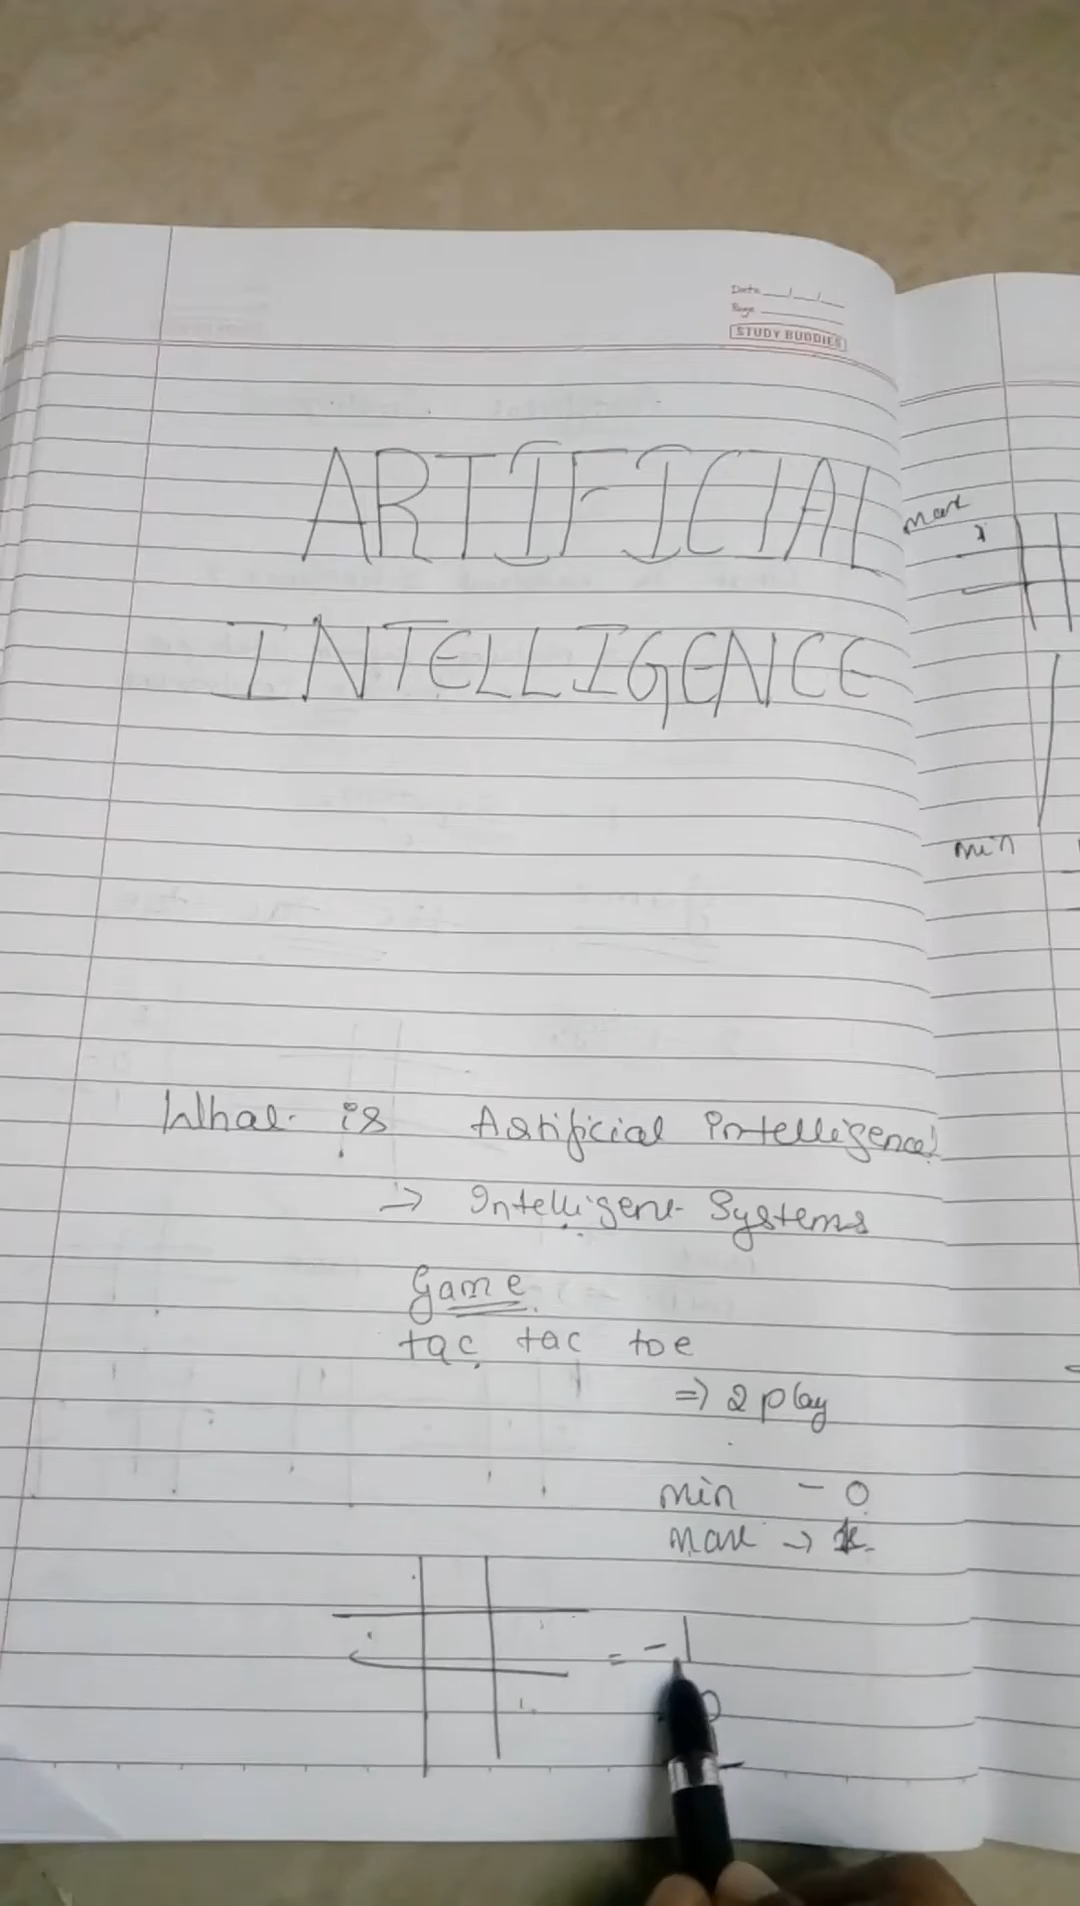 Date
Page
STUDY BUDDIES
ARTIFICIAL
INTELLIGENCE
What is Artificial Intelligence?
→ Intelligent Systems
Game
tac tac toe
⇒ 2 play
min - 0
max → x
= -1
0
max
x
min